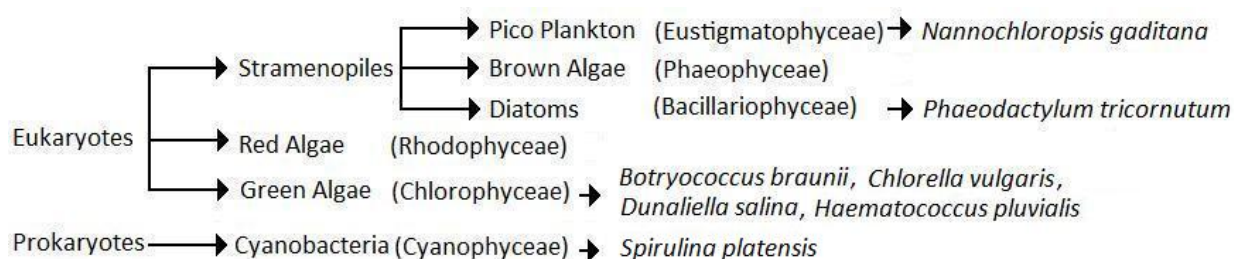 Pico Plankton (Eustigmatophyceae) Nannochloropsis gaditana
Stramenopiles Brown Algae (Phaeophyceae)
Diatoms (Bacillariophyceae) Phaeodactylum tricornutum
Eukaryotes Red Algae (Rhodophyceae)
Green Algae (Chlorophyceae) Botryococcus braunii, Chlorella vulgaris,
Dunaliella salina, Haematococcus pluvialis
Prokaryotes Cyanobacteria (Cyanophyceae) Spirulina platensis